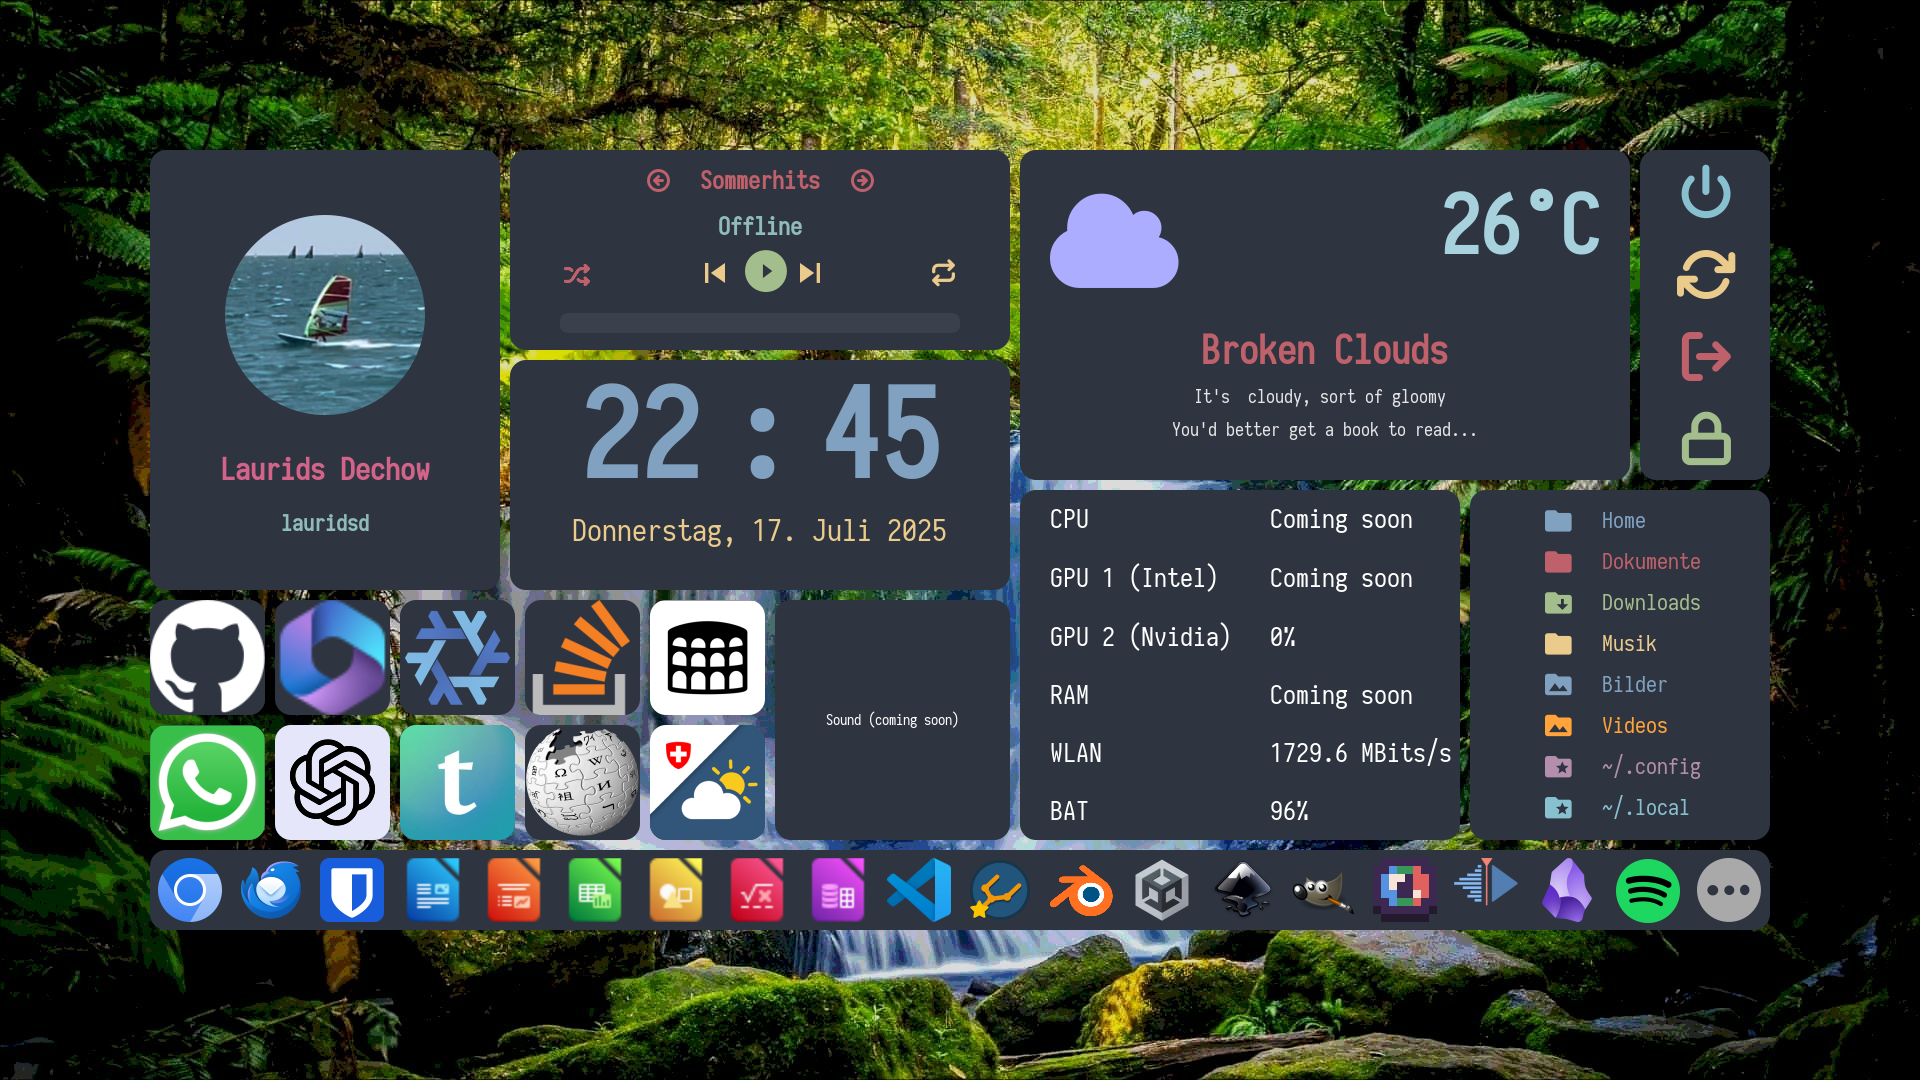 Laurids Dechow
lauridsd
Sommerhits
Offline
22 : 45
Donnerstag, 17. Juli 2025
26°C
Broken Clouds
It's  cloudy, sort of gloomy
You'd better get a book to read...
CPU Coming soon
GPU 1 (Intel) Coming soon
GPU 2 (Nvidia) 0%
RAM Coming soon
WLAN 1729.6 MBits/s
BAT 96%
Home
Dokumente
Downloads
Musik
Bilder
Videos
~/.config
~/.local
t
Ω
W
И
祖
Sound (coming soon)